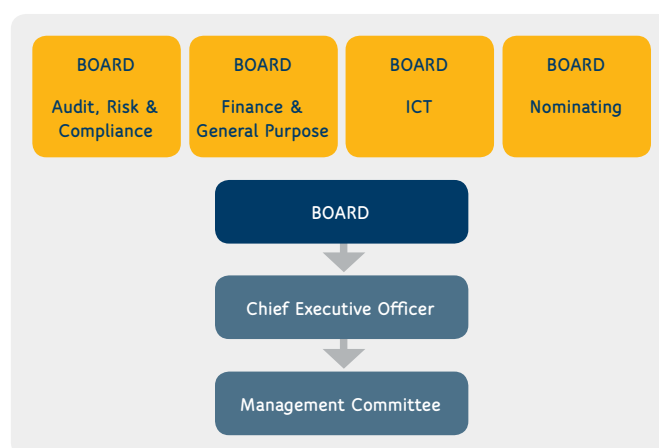 BOARD
Audit, Risk &
Compliance
BOARD
Finance &
General Purpose
BOARD
ICT
BOARD
Nominating
BOARD
Chief Executive Officer
Management Committee